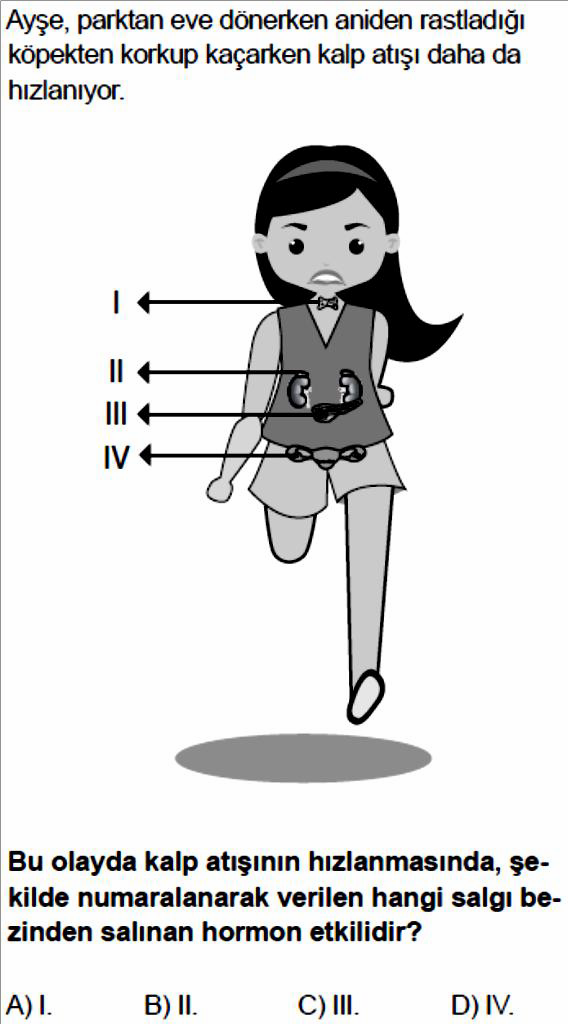 Ayşe, parktan eve dönerken aniden rastladığı
köpekten korkup kaçarken kalp atışı daha da
hızlanıyor.
I
II
III
IV
Bu olayda kalp atışının hızlanmasında, şe-
kilde numaralanarak verilen hangi salgı be-
zinden salınan hormon etkilidir?
A) I. B) II. C) III. D) IV.